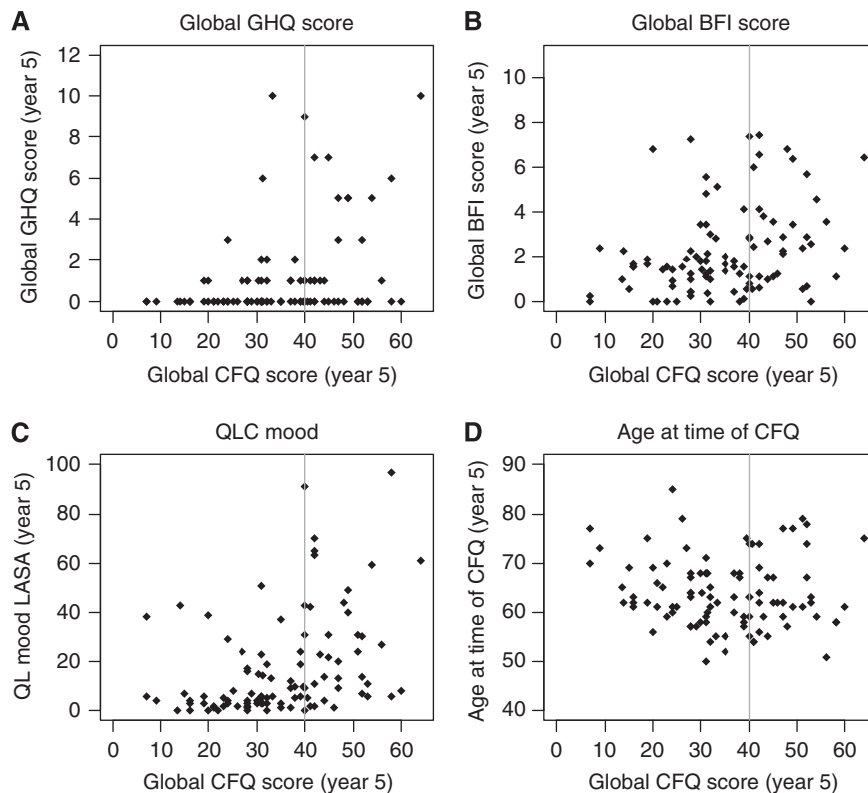 A
Global GHQ score
Global GHQ score (year 5)
12
10
8
6
4
2
0
0 10 20 30 40 50 60
Global CFQ score (year 5)
B
Global BFI score
Global BFI score (year 5)
10
8
6
4
2
0
0 10 20 30 40 50 60
Global CFQ score (year 5)
C
QLC mood
QL mood LASA (year 5)
100
80
60
40
20
0
0 10 20 30 40 50 60
Global CFQ score (year 5)
D
Age at time of CFQ
Age at time of CFQ (year 5)
90
80
70
60
50
40
0 10 20 30 40 50 60
Global CFQ score (year 5)